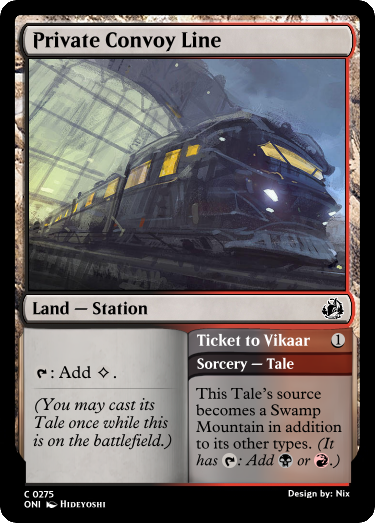 Private Convoy Line
Land — Station
: Add .
(You may cast its
Tale once while this
is on the battlefield.)
Ticket to Vikaar 1
Sorcery — Tale
This Tale's source
becomes a Swamp
Mountain in addition
to its other types. (It
has : Add or .)
C 0275
ONI HIDEYOSHI
Design by: Nix